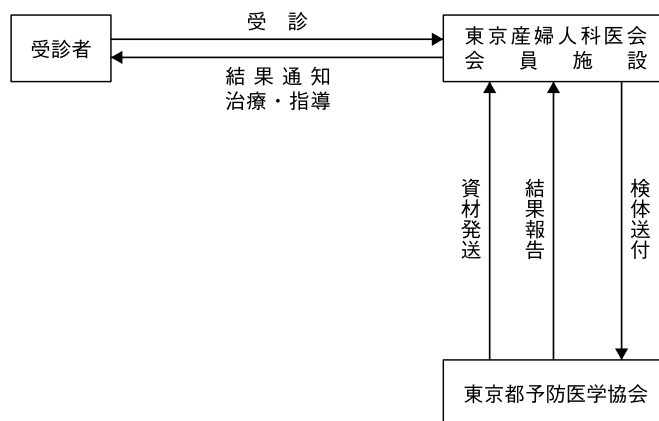 受診
受診者
東京産婦人科医会
会員施設
結果通知
治療・指導
資材発送
結果報告
検体送付
東京都予防医学協会